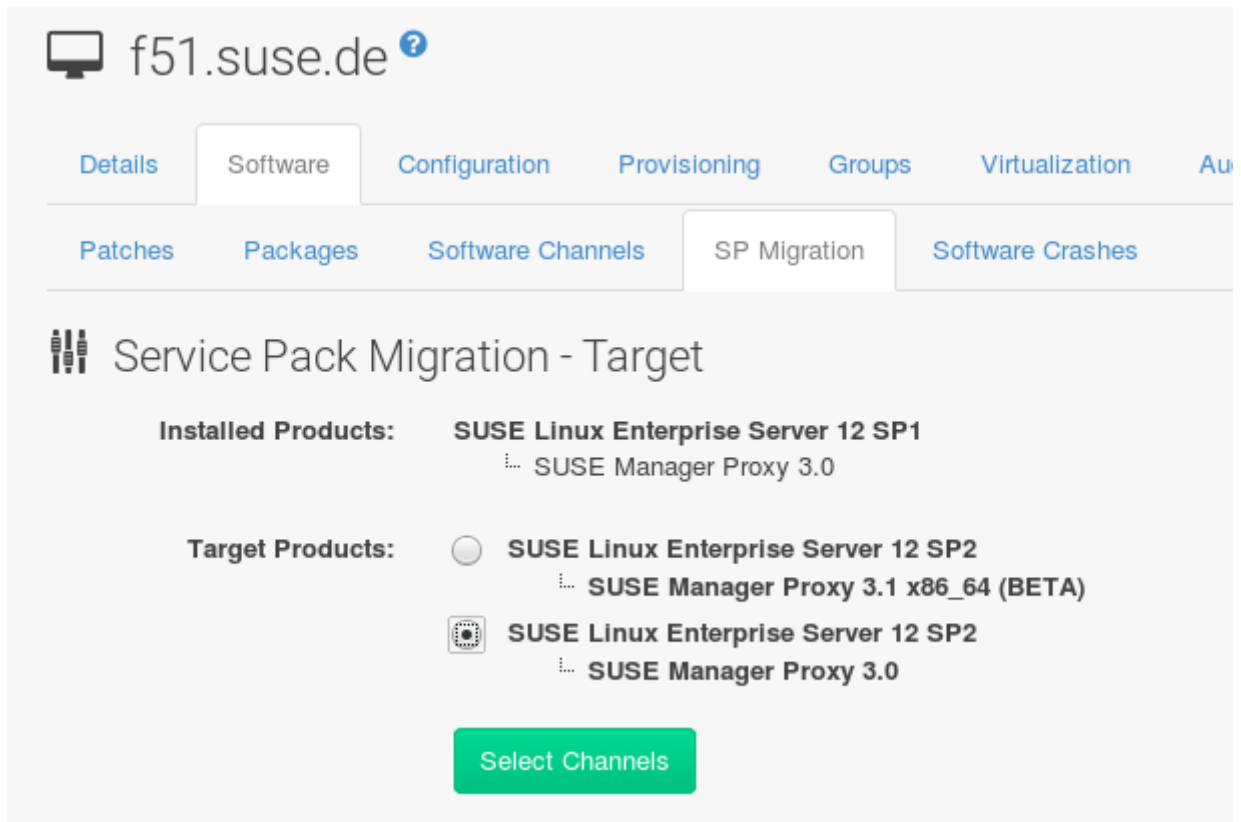 f51.suse.de ?
Details Software Configuration Provisioning Groups Virtualization
Patches Packages Software Channels SP Migration Software Crashes
Service Pack Migration - Target
Installed Products: SUSE Linux Enterprise Server 12 SP1
SUSE Manager Proxy 3.0
Target Products: SUSE Linux Enterprise Server 12 SP2
SUSE Manager Proxy 3.1 x86_64 (BETA)
SUSE Linux Enterprise Server 12 SP2
SUSE Manager Proxy 3.0
Select Channels